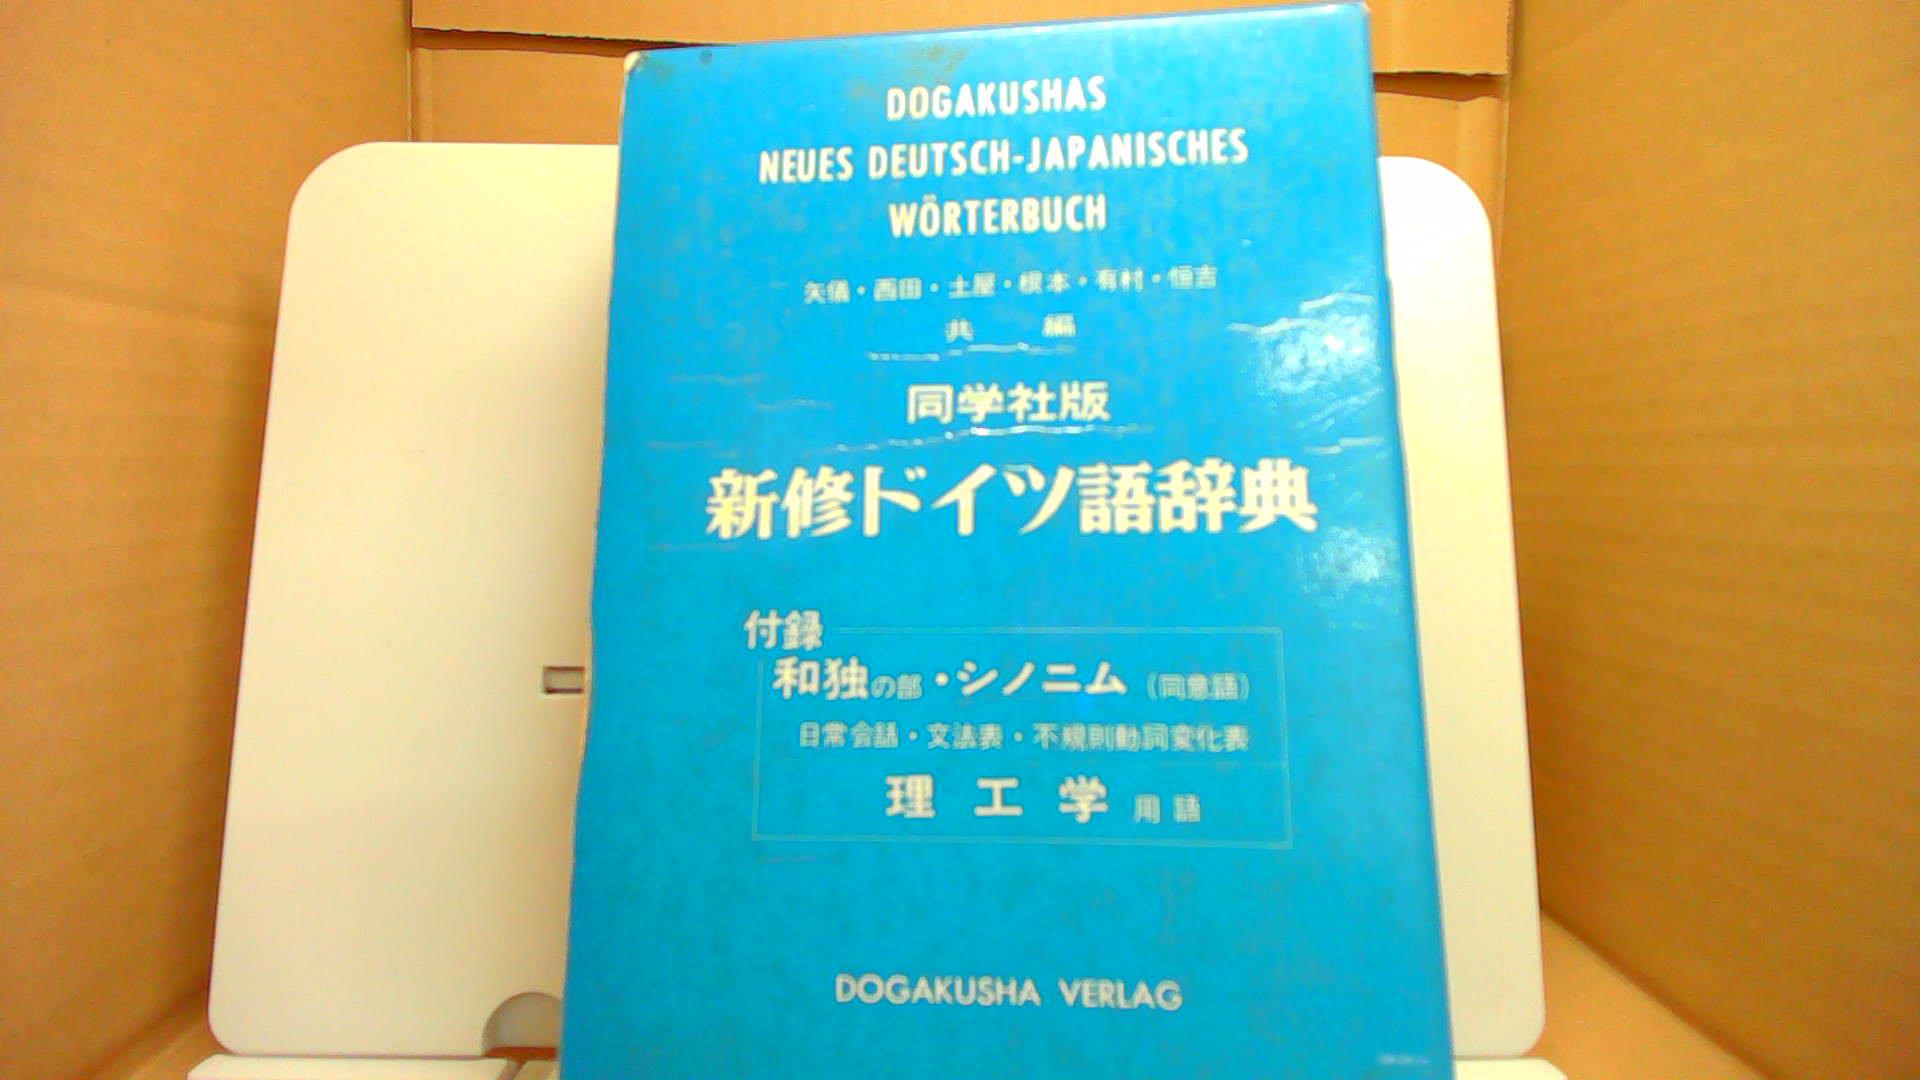 DOGAKUSHAS
NEUES DEUTSCH-JAPANISCHES
WÖRTERBUCH
矢儀・西田・土屋・根本・有村・恒吉
共 編
同学社版
新修ドイツ語辞典
付録
和独の部・シノニム(同意語)
日常会話・文法表・不規則動詞変化表
理工学用語
DOGAKUSHA VERLAG